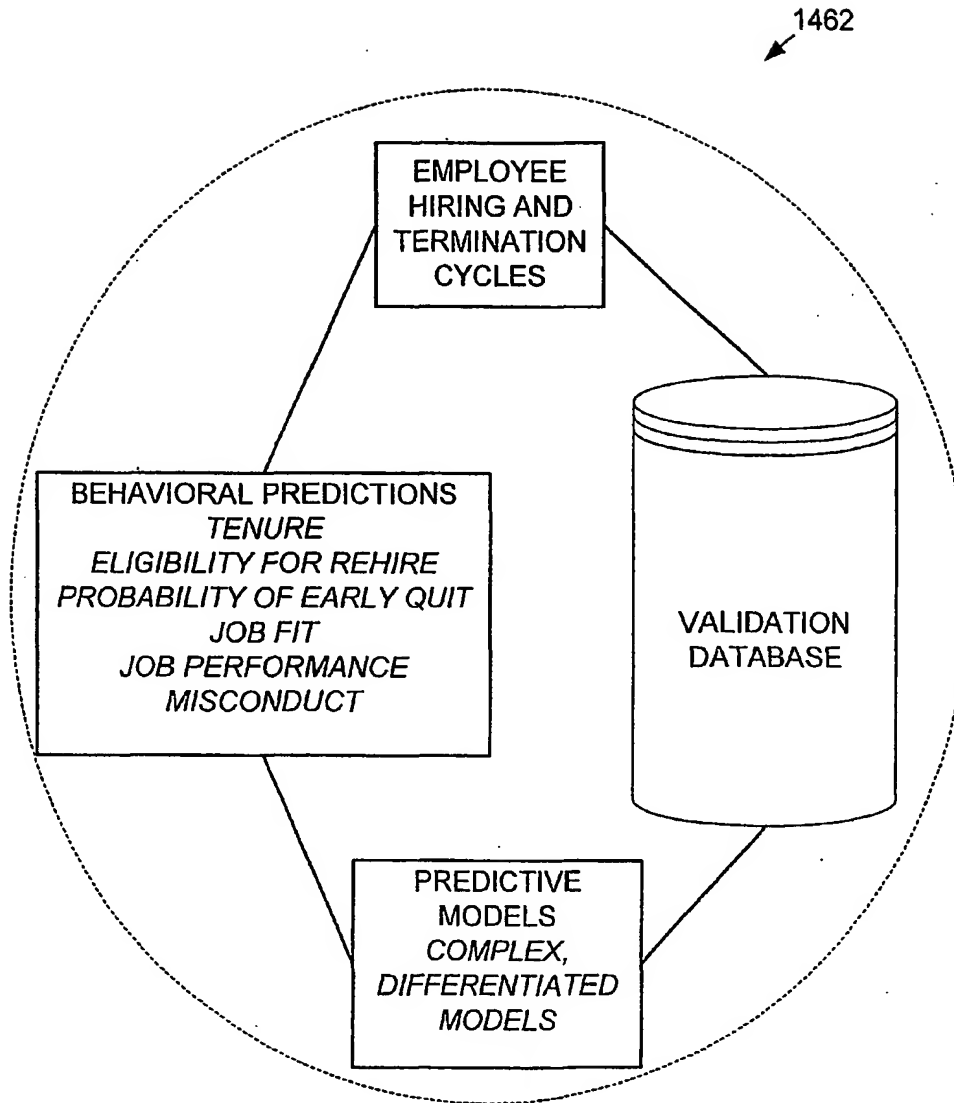 1462
EMPLOYEE
HIRING AND
TERMINATION
CYCLES
BEHAVIORAL PREDICTIONS
TENURE
ELIGIBILITY FOR REHIRE
PROBABILITY OF EARLY QUIT
JOB FIT
JOB PERFORMANCE
MISCONDUCT
VALIDATION
DATABASE
PREDICTIVE
MODELS
COMPLEX,
DIFFERENTIATED
MODELS